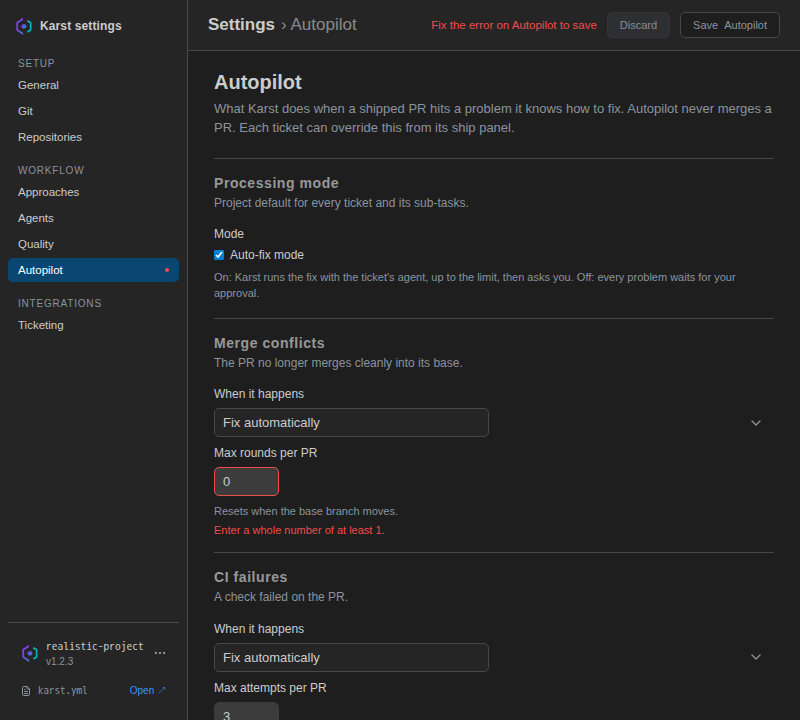 Karst settings
SETUP
General
Git
Repositories
WORKFLOW
Approaches
Agents
Quality
Autopilot
INTEGRATIONS
Ticketing
realistic-project
v1.2.3
karst.yml
Open ↗
Settings › Autopilot
Fix the error on Autopilot to save
Discard
Save Autopilot
Autopilot
What Karst does when a shipped PR hits a problem it knows how to fix. Autopilot never merges a
PR. Each ticket can override this from its ship panel.
Processing mode
Project default for every ticket and its sub-tasks.
Mode
Auto-fix mode
On: Karst runs the fix with the ticket's agent, up to the limit, then asks you. Off: every problem waits for your
approval.
Merge conflicts
The PR no longer merges cleanly into its base.
When it happens
Fix automatically
Max rounds per PR
0
Resets when the base branch moves.
Enter a whole number of at least 1.
CI failures
A check failed on the PR.
When it happens
Fix automatically
Max attempts per PR
3